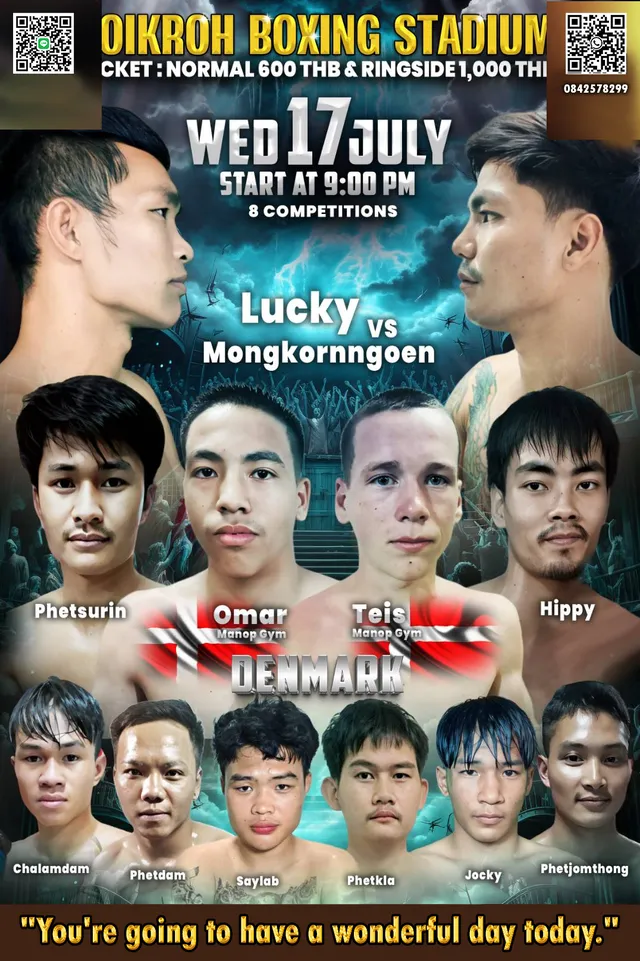 OIKROH BOXING STADIUM
CKET : NORMAL 600 THB & RINGSIDE 1,000 TH
0842578299
WED 17 JULY
START AT 9:00 PM
8 COMPETITIONS
Lucky VS
Mongkornngoen
Phetsurin
Omar
Manop Gym
Teis
Manop Gym
Hippy
DENMARK
Chalamdam
Phetdam
Saylab
Phetkla
Jocky
Phetjomthong
"You're going to have a wonderful day today."